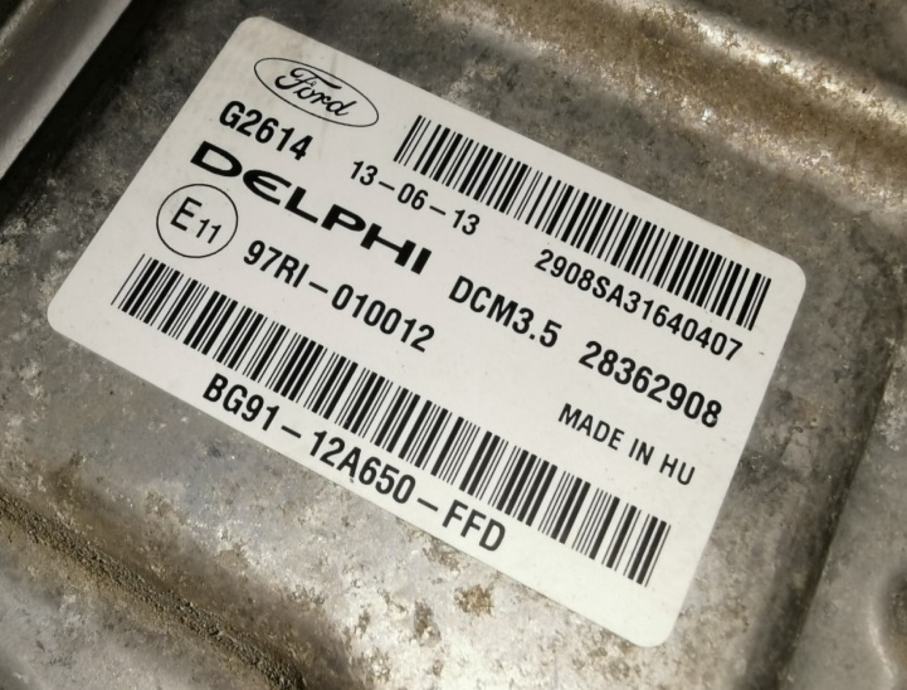 Ford
G2614
13-06-13
2908SA31640407
DELPHI
DCM3.5 28362908
E11
97RI-010012
MADE IN HU
BG91-12A650-FFD